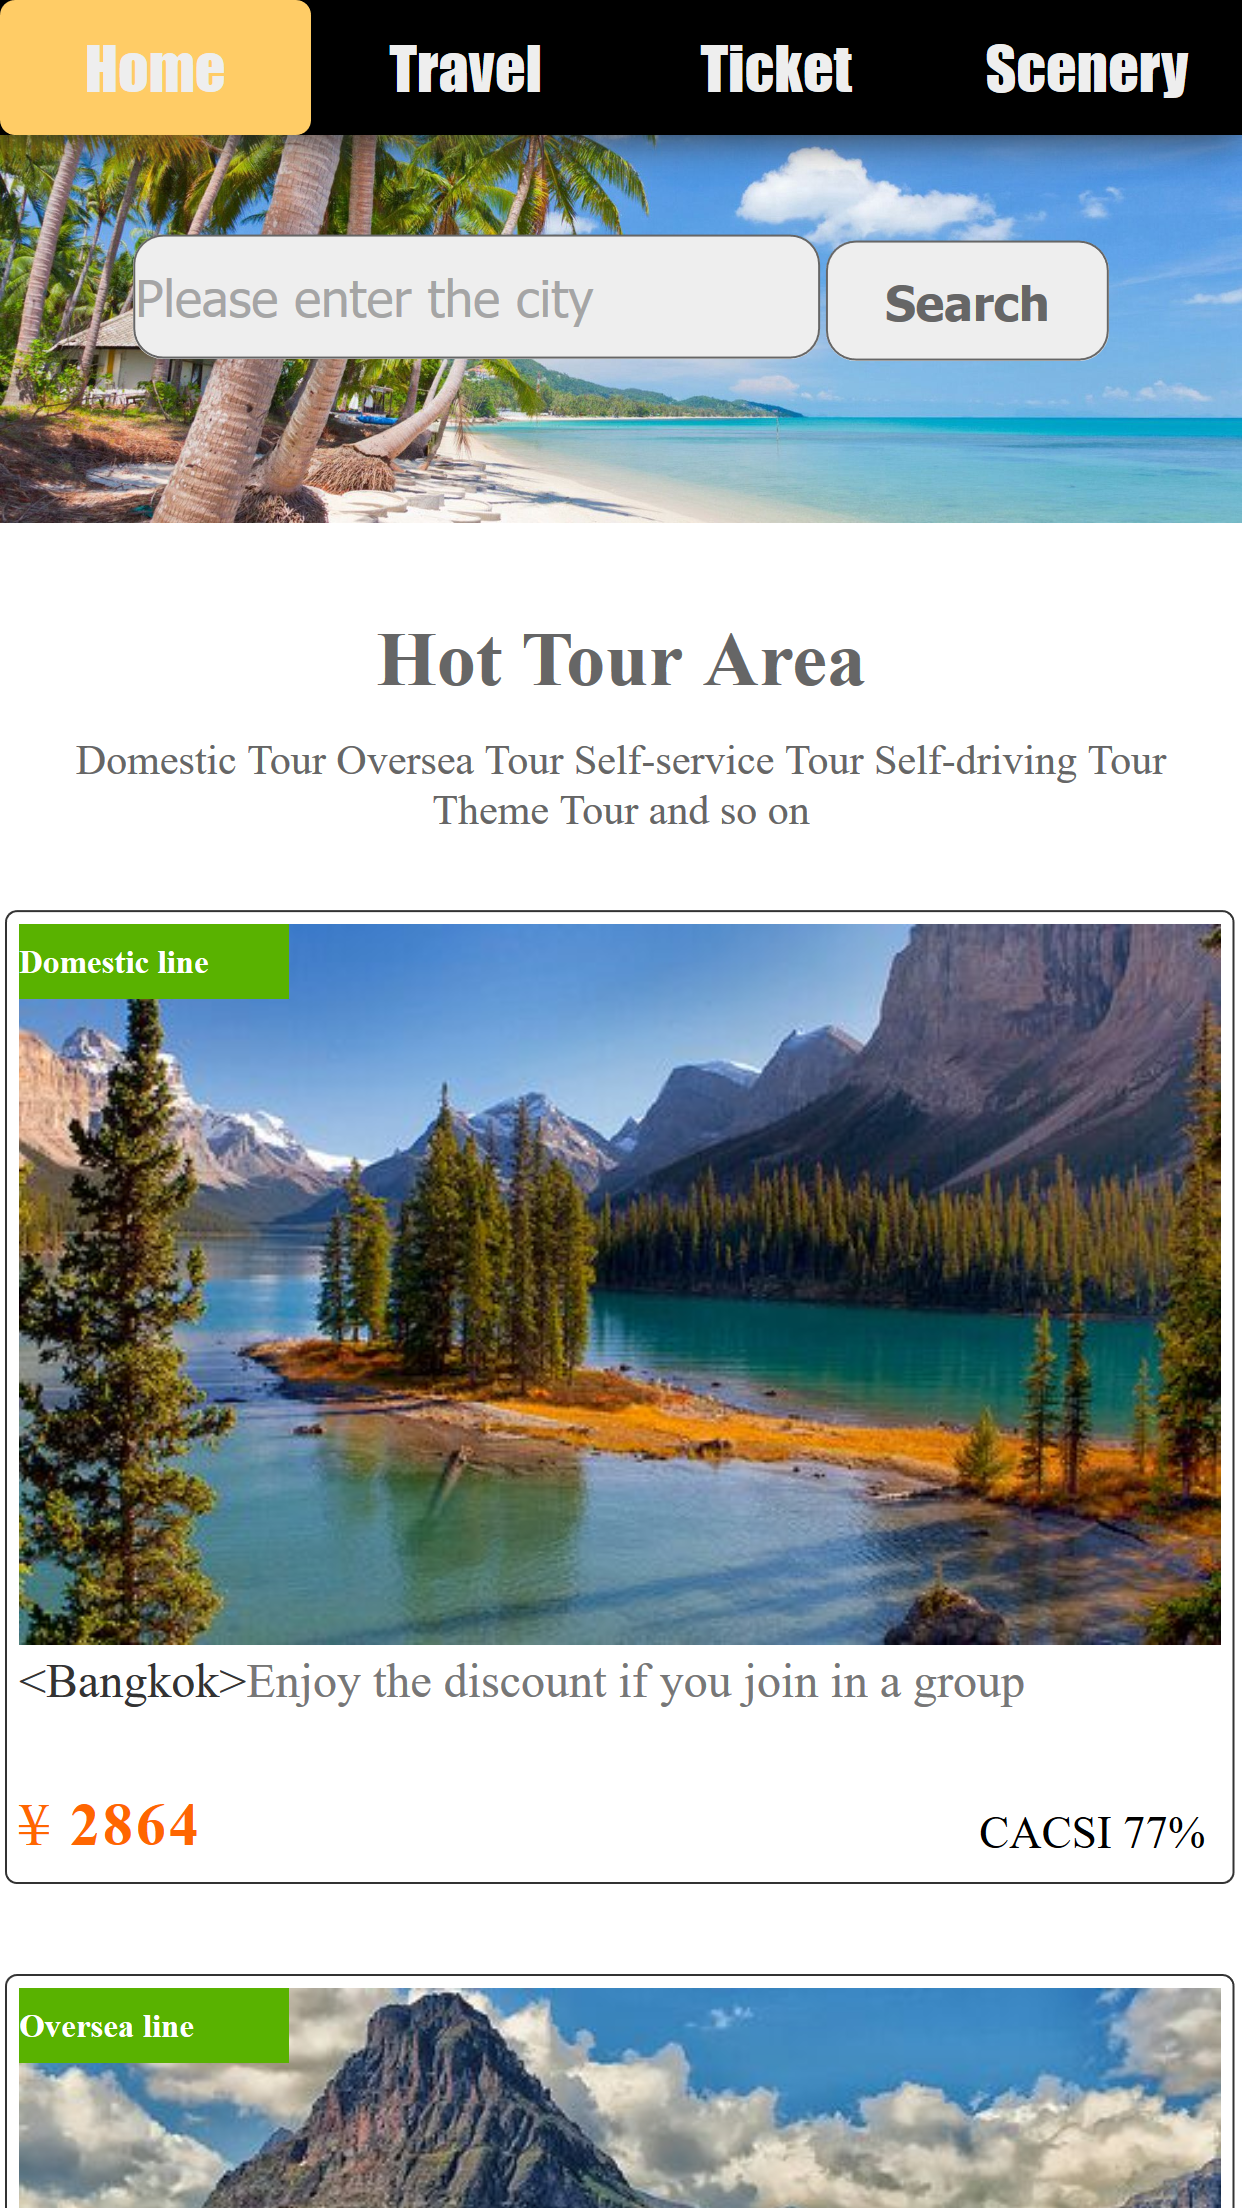 Home Travel Ticket Scenery
Please enter the city Search
Hot Tour Area
Domestic Tour Oversea Tour Self-service Tour Self-driving Tour
Theme Tour and so on
Domestic line
<Bangkok>Enjoy the discount if you join in a group
¥ 2864 CACSI 77%
Oversea line